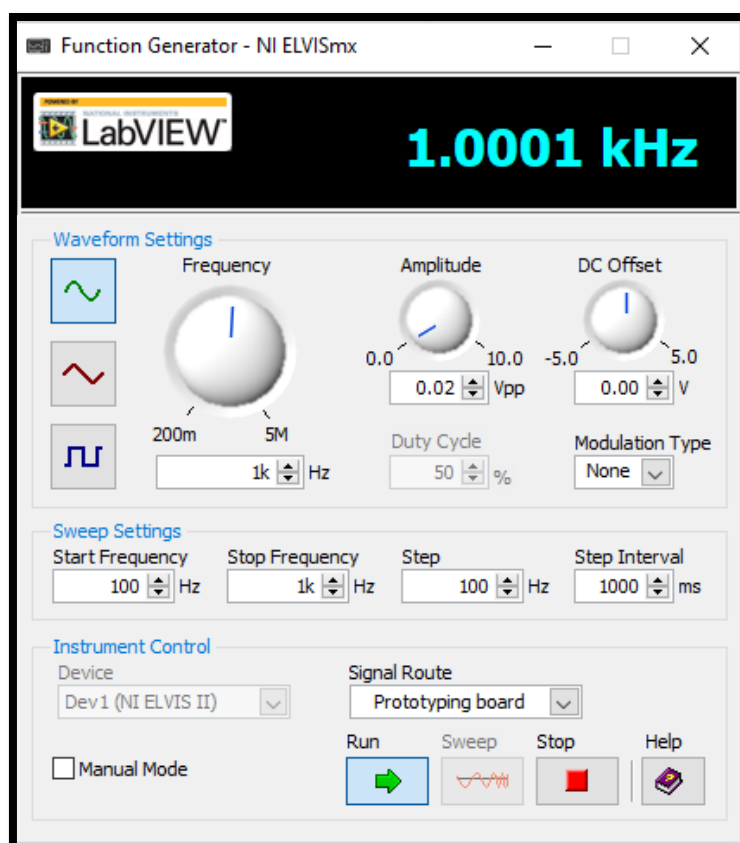 Function Generator - NI ELVISmx
POWERED BY
NATIONAL INSTRUMENTS
LabVIEW
1.0001 kHz
Waveform Settings
Frequency Amplitude DC Offset
0.0 10.0 -5.0 5.0
0.02 Vpp 0.00 V
200m 5M
Duty Cycle Modulation Type
1k Hz 50 % None
Sweep Settings
Start Frequency Stop Frequency Step Step Interval
100 Hz 1k Hz 100 Hz 1000 ms
Instrument Control
Device Signal Route
Dev1 (NI ELVIS II) Prototyping board
Run Sweep Stop Help
Manual Mode